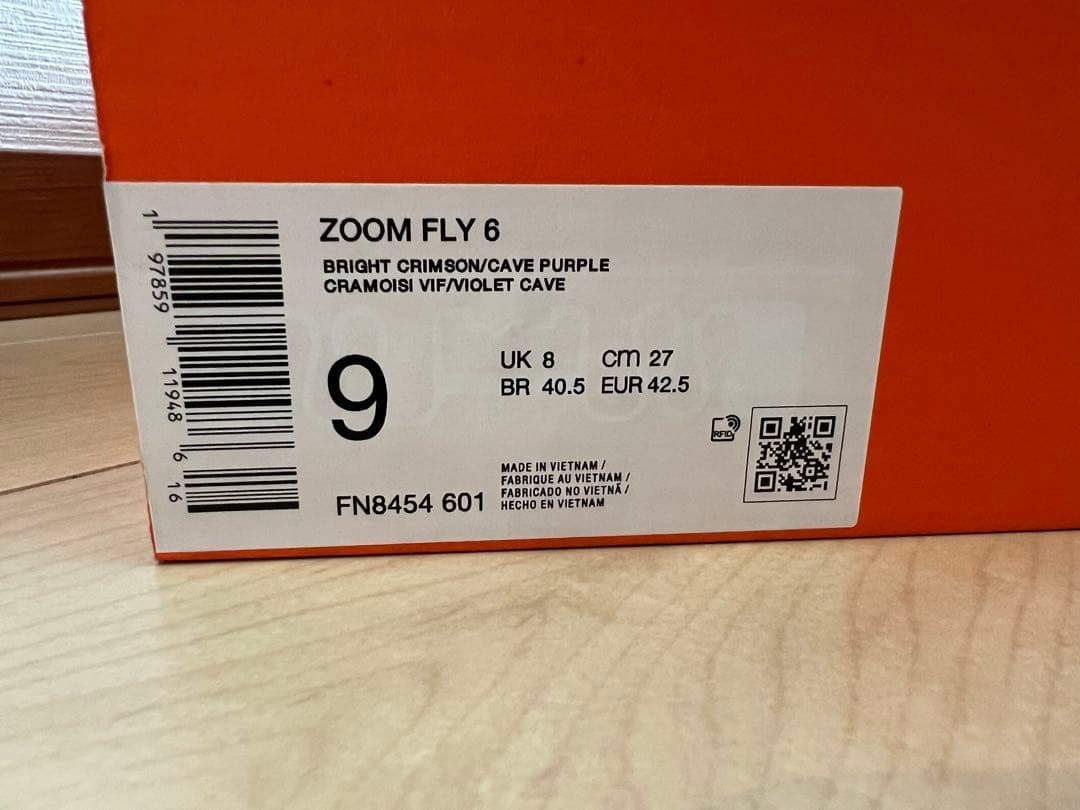 ZOOM FLY 6
BRIGHT CRIMSON/CAVE PURPLE
CRAMOISI VIF/VIOLET CAVE
9
UK 8 cm 27
BR 40.5 EUR 42.5
RFID
MADE IN VIETNAM /
FABRIQUE AU VIETNAM /
FABRICADO NO VIETNÃ /
HECHO EN VIETNAM
FN8454 601
1 97859 11948 6 16